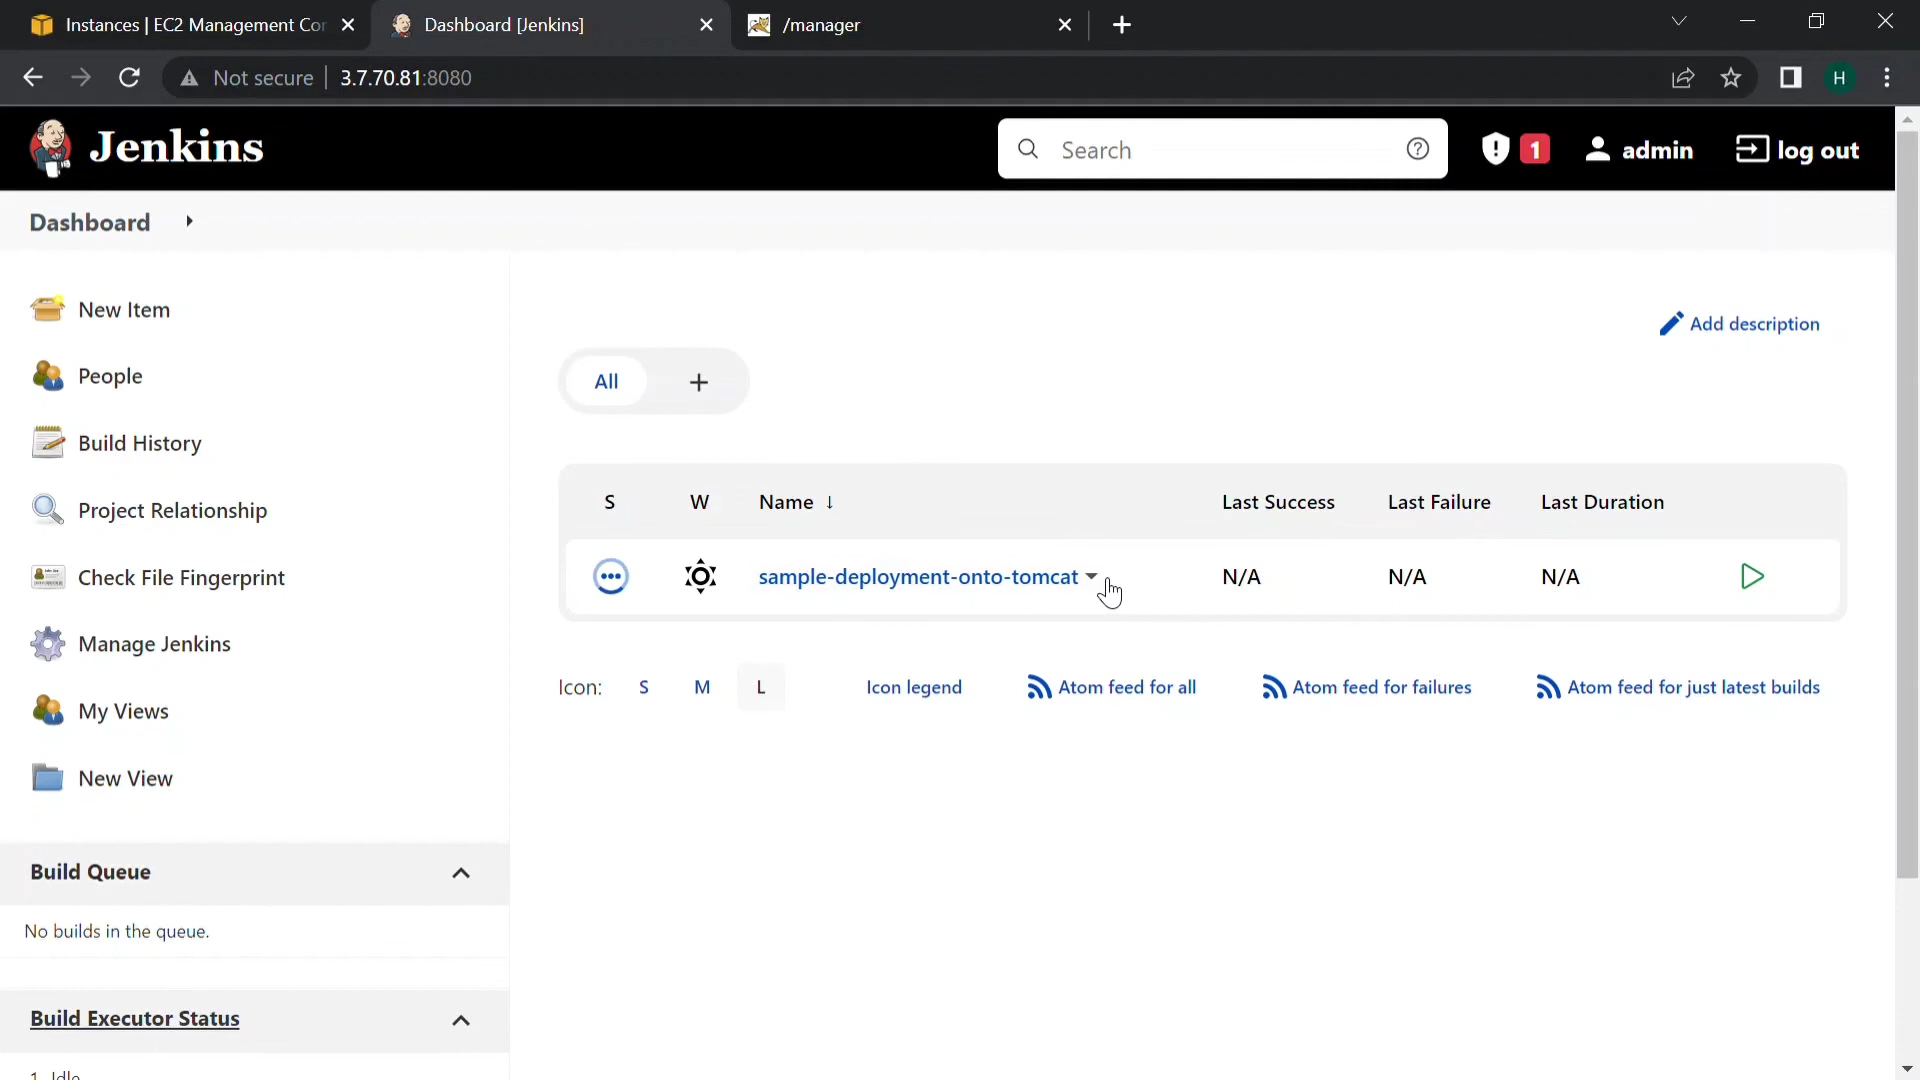 Instances | EC2 Management Cor
Dashboard [Jenkins]
/manager
Not secure
3.7.70.81:8080
H
Jenkins
Search
1
admin
log out
Dashboard
New Item
People
Build History
Project Relationship
Check File Fingerprint
Manage Jenkins
My Views
New View
Build Queue
No builds in the queue.
Build Executor Status
1 Idle
Add description
All +
S W Name ↓ Last Success Last Failure Last Duration
sample-deployment-onto-tomcat N/A N/A N/A
Icon: S M L Icon legend Atom feed for all Atom feed for failures Atom feed for just latest builds